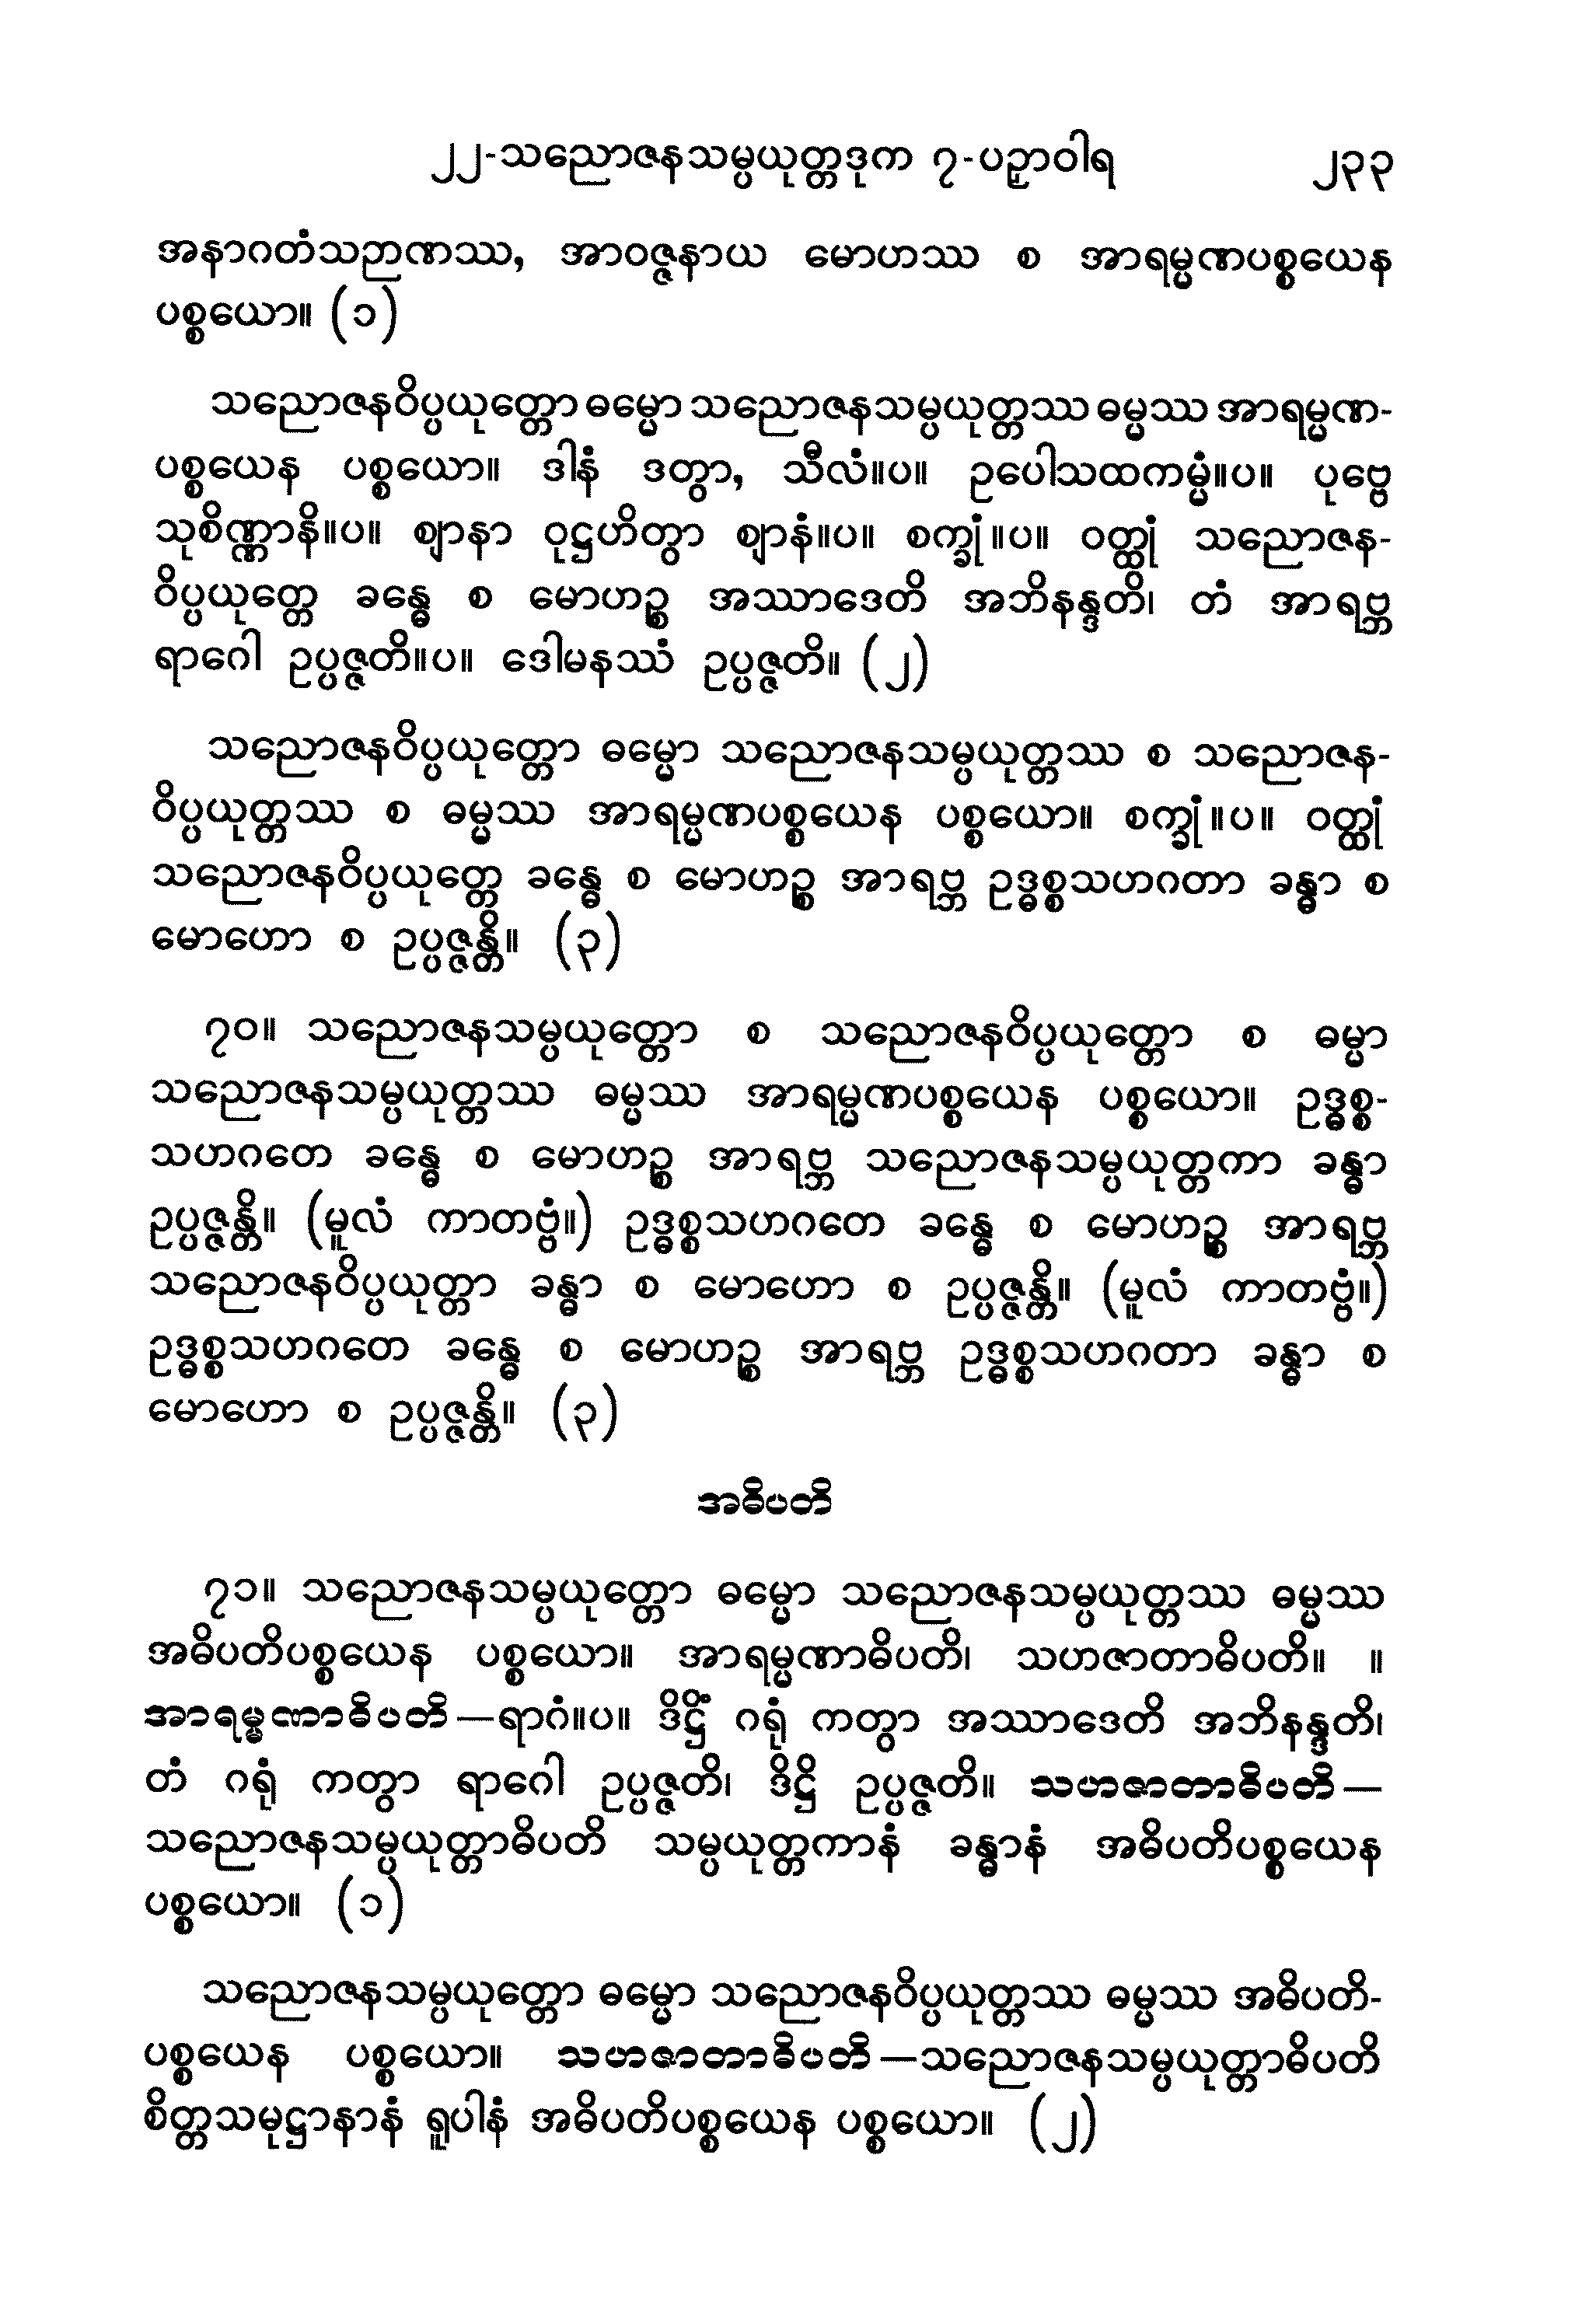 ၂၂-သညောဇနသမ္ပယုတ္တဒုက ၇-ပဉှာဝါရ ၂၃၃
အနာဂတံသဉာဏဿ, အာဝဇ္ဇနာယ မောဟဿ စ အာရမ္မဏပစ္စယေန
ပစ္စယော။ (၁)
သညောဇနဝိပ္ပယုတ္တော ဓမ္မော သညောဇနသမ္ပယုတ္တဿ ဓမ္မဿ အာရမ္မဏ-
ပစ္စယေန ပစ္စယော။ ဒါနံ ဒတွာ, သီလံ။ပ။ ဥပေါသထကမ္မံ။ပ။ ပုဗ္ဗေ
သုစိဏ္ဏာနိ။ပ။ ဈာနာ ဝုဋ္ဌဟိတွာ ဈာနံ။ပ။ စက္ခုံ။ပ။ ဝတ္ထုံ သညောဇန-
ဝိပ္ပယုတ္တေ ခန္ဓေ စ မောဟဉ္စ အဿာဒေတိ အဘိနန္ဒတိ၊ တံ အာရဗ္ဘ
ရာဂေါ ဥပ္ပဇ္ဇတိ။ပ။ ဒေါမနဿံ ဥပ္ပဇ္ဇတိ။ (၂)
သညောဇနဝိပ္ပယုတ္တော ဓမ္မော သညောဇနသမ္ပယုတ္တဿ စ သညောဇန-
ဝိပ္ပယုတ္တဿ စ ဓမ္မဿ အာရမ္မဏပစ္စယေန ပစ္စယော။ စက္ခုံ။ပ။ ဝတ္ထုံ
သညောဇနဝိပ္ပယုတ္တေ ခန္ဓေ စ မောဟဉ္စ အာရဗ္ဘ ဥဒ္ဓစ္စသဟဂတာ ခန္ဓာ စ
မောဟော စ ဥပ္ပဇ္ဇန္တိ။ (၃)
၇၀။ သညောဇနသမ္ပယုတ္တော စ သညောဇနဝိပ္ပယုတ္တော စ ဓမ္မာ
သညောဇနသမ္ပယုတ္တဿ ဓမ္မဿ အာရမ္မဏပစ္စယေန ပစ္စယော။ ဥဒ္ဓစ္စ-
သဟဂတေ ခန္ဓေ စ မောဟဉ္စ အာရဗ္ဘ သညောဇနသမ္ပယုတ္တကာ ခန္ဓာ
ဥပ္ပဇ္ဇန္တိ။ (မူလံ ကာတဗ္ဗံ။) ဥဒ္ဓစ္စသဟဂတေ ခန္ဓေ စ မောဟဉ္စ အာရဗ္ဘ
သညောဇနဝိပ္ပယုတ္တာ ခန္ဓာ စ မောဟော စ ဥပ္ပဇ္ဇန္တိ။ (မူလံ ကာတဗ္ဗံ။)
ဥဒ္ဓစ္စသဟဂတေ ခန္ဓေ စ မောဟဉ္စ အာရဗ္ဘ ဥဒ္ဓစ္စသဟဂတာ ခန္ဓာ စ
မောဟော စ ဥပ္ပဇ္ဇန္တိ။ (၃)
အဓိပတိ
၇၁။ သညောဇနသမ္ပယုတ္တော ဓမ္မော သညောဇနသမ္ပယုတ္တဿ ဓမ္မဿ
အဓိပတိပစ္စယေန ပစ္စယော။ အာရမ္မဏာဓိပတိ၊ သဟဇာတာဓိပတိ။ ။
အာရမ္မဏာဓိပတိ—ရာဂံ။ပ။ ဒိဋ္ဌိံ ဂရုံ ကတွာ အဿာဒေတိ အဘိနန္ဒတိ၊
တံ ဂရုံ ကတွာ ရာဂေါ ဥပ္ပဇ္ဇတိ၊ ဒိဋ္ဌိ ဥပ္ပဇ္ဇတိ။ သဟဇာတာဓိပတိ—
သညောဇနသမ္ပယုတ္တာဓိပတိ သမ္ပယုတ္တကာနံ ခန္ဓာနံ အဓိပတိပစ္စယေန
ပစ္စယော။ (၁)
သညောဇနသမ္ပယုတ္တော ဓမ္မော သညောဇနဝိပ္ပယုတ္တဿ ဓမ္မဿ အဓိပတိ-
ပစ္စယေန ပစ္စယော။ သဟဇာတာဓိပတိ—သညောဇနသမ္ပယုတ္တာဓိပတိ
စိတ္တသမုဋ္ဌာနာနံ ရူပါနံ အဓိပတိပစ္စယေန ပစ္စယော။ (၂)